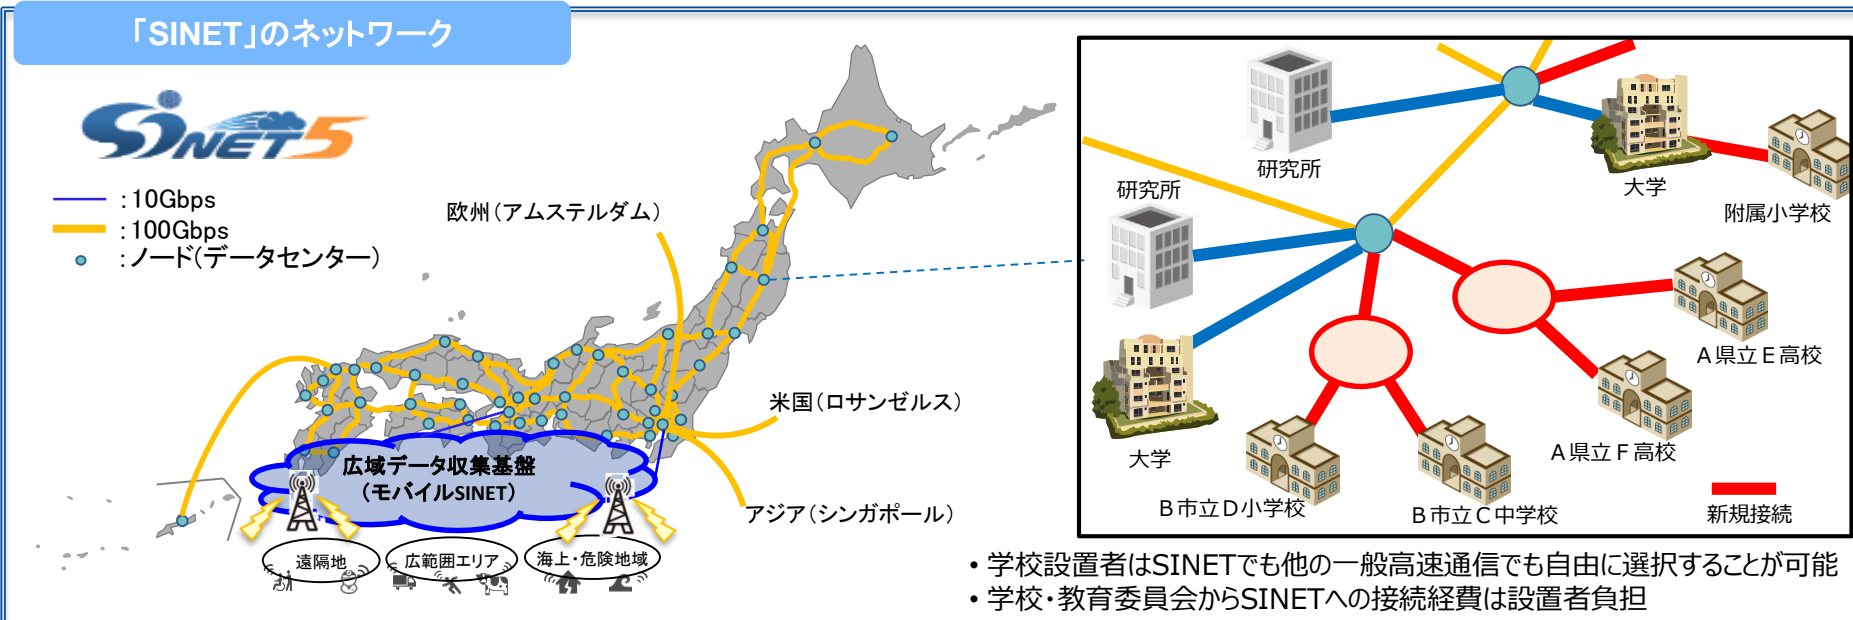 「SINET」のネットワーク
SINET5
：10Gbps
：100Gbps
：ノード(データセンター)
欧州（アムステルダム）
米国（ロサンゼルス）
アジア（シンガポール）
広域データ収集基盤
（モバイルSINET）
遠隔地
広範囲エリア
海上・危険地域
研究所
大学
附属小学校
研究所
大学
A県立E高校
A県立F高校
B市立D小学校
B市立C中学校
新規接続
・学校設置者はSINETでも他の一般高速通信でも自由に選択することが可能
・学校・教育委員会からSINETへの接続経費は設置者負担